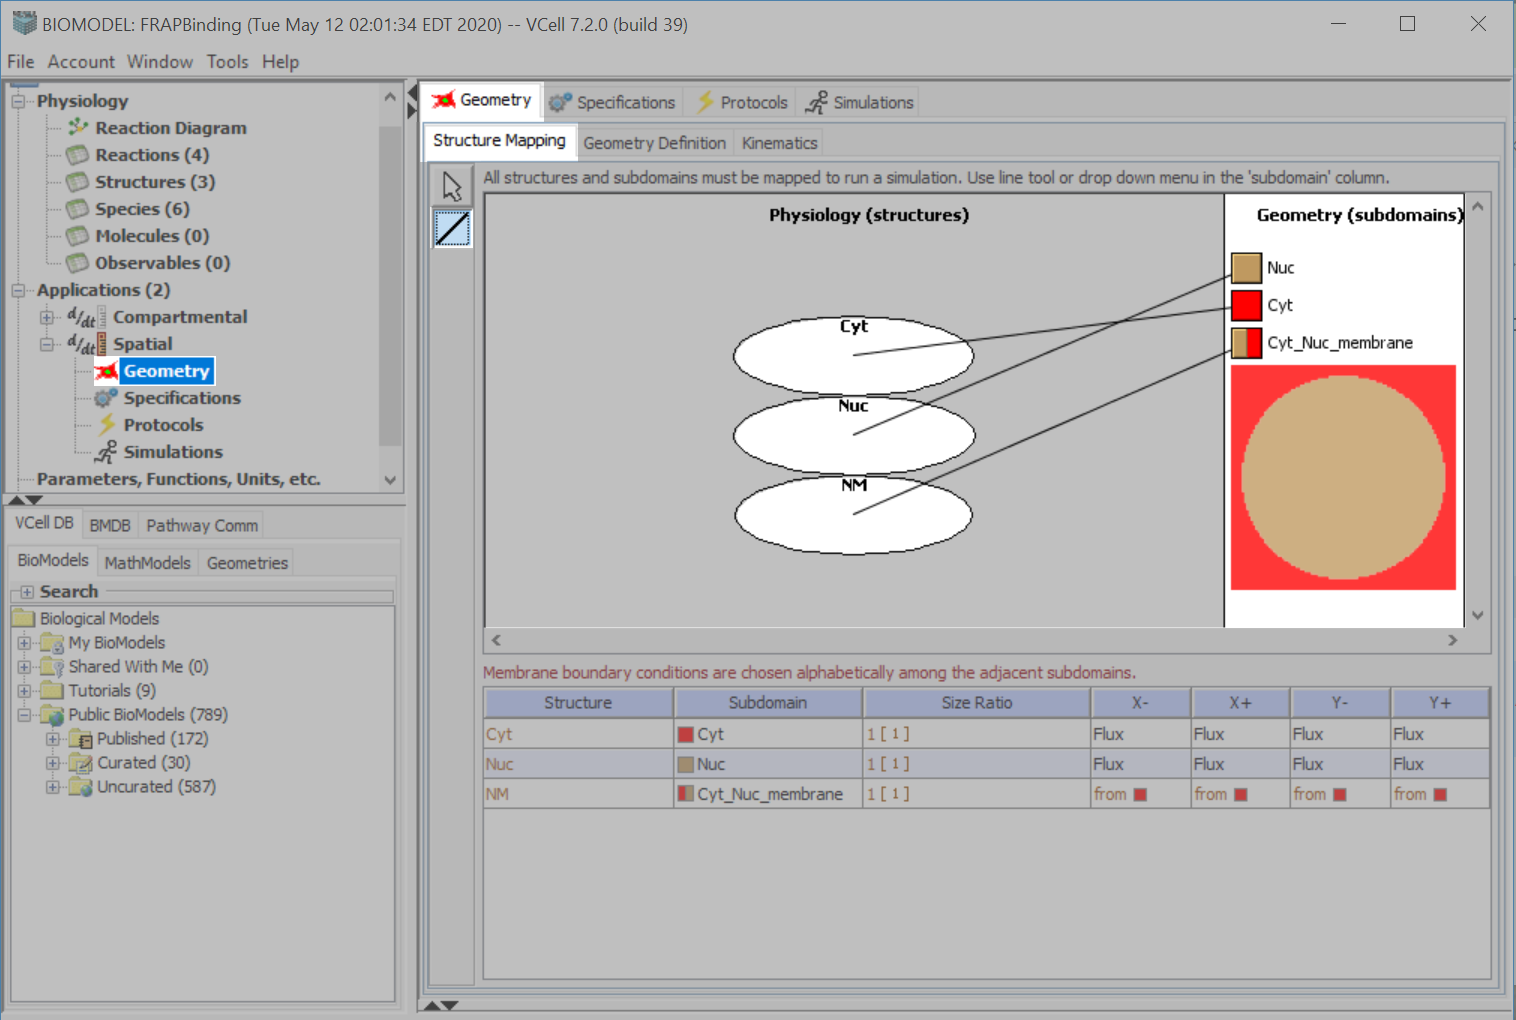 BIOMODEL: FRAPBinding (Tue May 12 02:01:34 EDT 2020) -- VCell 7.2.0 (build 39)
File Account Window Tools Help
Physiology
Reaction Diagram
Reactions (4)
Structures (3)
Species (6)
Molecules (0)
Observables (0)
Applications (2)
d/dt Compartmental
d/dt Spatial
Geometry
Specifications
Protocols
Simulations
Parameters, Functions, Units, etc.
VCell DB BMDB Pathway Comm
BioModels MathModels Geometries
Search
Biological Models
My BioModels
Shared With Me (0)
Tutorials (9)
Public BioModels (789)
Published (172)
Curated (30)
Uncurated (587)
Geometry Specifications Protocols Simulations
Structure Mapping Geometry Definition Kinematics
All structures and subdomains must be mapped to run a simulation. Use line tool or drop down menu in the 'subdomain' column.
Physiology (structures) Geometry (subdomains)
Cyt
Nuc
NM
Nuc
Cyt
Cyt_Nuc_membrane
Membrane boundary conditions are chosen alphabetically among the adjacent subdomains.
Structure Subdomain Size Ratio X- X+ Y- Y+
Cyt Cyt 1 [ 1 ] Flux Flux Flux Flux
Nuc Nuc 1 [ 1 ] Flux Flux Flux Flux
NM Cyt_Nuc_membrane 1 [ 1 ] from from from from